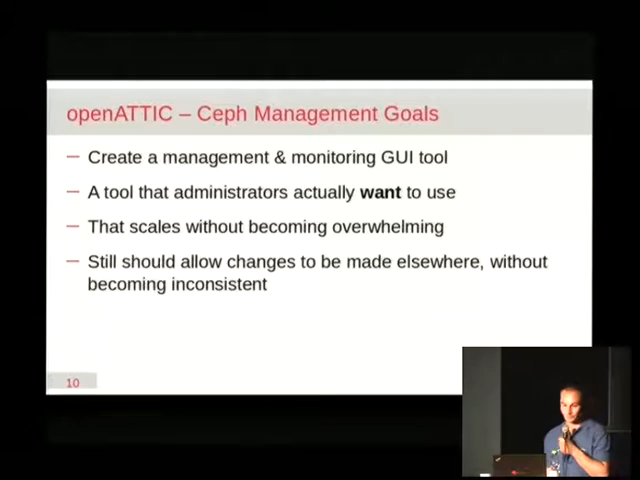 openATTIC – Ceph Management Goals
— Create a management & monitoring GUI tool
— A tool that administrators actually want to use
— That scales without becoming overwhelming
— Still should allow changes to be made elsewhere, without
becoming inconsistent
10